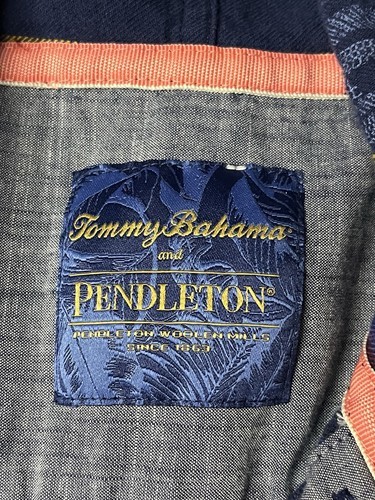 Tommy Bahama
and
PENDLETON®
PENDLETON WOOLEN MILLS
SINCE 1863